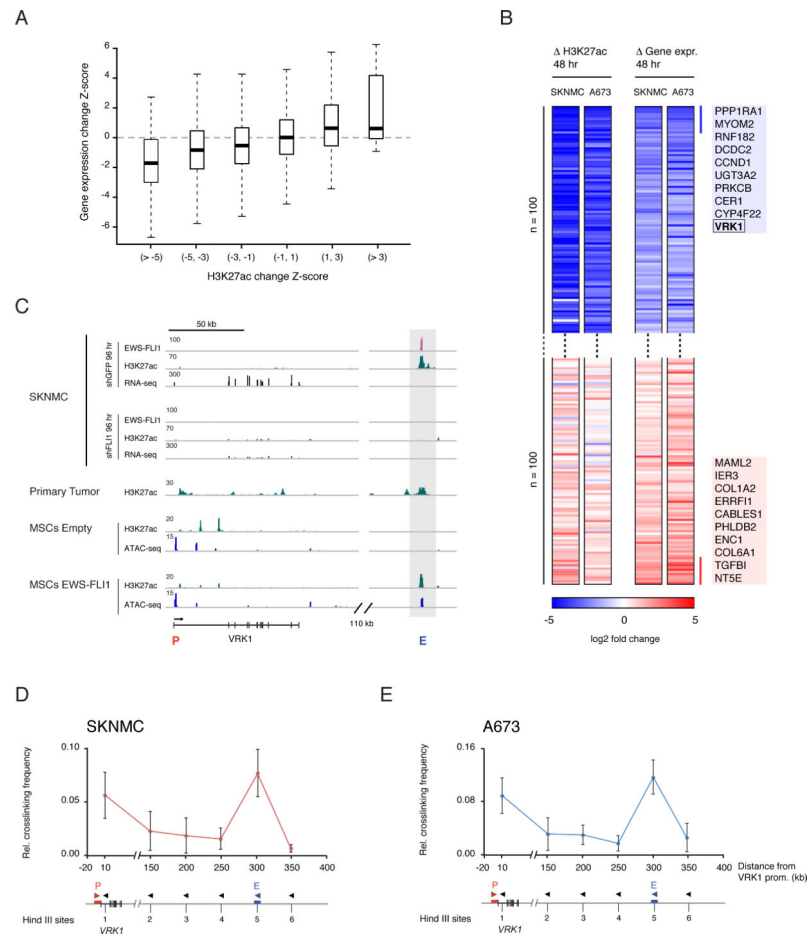 A
Gene expression change Z-score
6
4
2
0
-2
-4
-6
(> -5)
(-5, -3)
(-3, -1)
(-1, 1)
(1, 3)
(> 3)
H3K27ac change Z-score
B
Δ H3K27ac
48 hr
Δ Gene expr.
48 hr
SKNMC A673
SKNMC A673
n = 100
PPP1RA1
MYOM2
RNF182
DCDC2
CCND1
UGT3A2
PRKCB
CER1
CYP4F22
VRK1
n = 100
MAML2
IER3
COL1A2
ERRFI1
CABLES1
PHLDB2
ENC1
COL6A1
TGFBI
NT5E
-5 0 5
log2 fold change
C
50 kb
SKNMC
shGFP 96 hr
EWS-FLI1 100
H3K27ac 70
RNA-seq 300
shFLI1 96 hr
EWS-FLI1 100
H3K27ac 70
RNA-seq 300
Primary Tumor H3K27ac 30
MSCs Empty
H3K27ac 20
ATAC-seq 15
MSCs EWS-FLI1
H3K27ac 20
ATAC-seq 15
110 kb
VRK1
P
E
D
SKNMC
Rel. crosslinking frequency
0.10
0.05
0.00
-20 10 150 200 250 300 350 400
P
E
Hind III sites 1 2 3 4 5 6
VRK1
E
A673
Rel. crosslinking frequency
0.16
0.08
0.00
-20 10 150 200 250 300 350 400
Distance from
VRK1 prom. (kb)
P
E
Hind III sites 1 2 3 4 5 6
VRK1